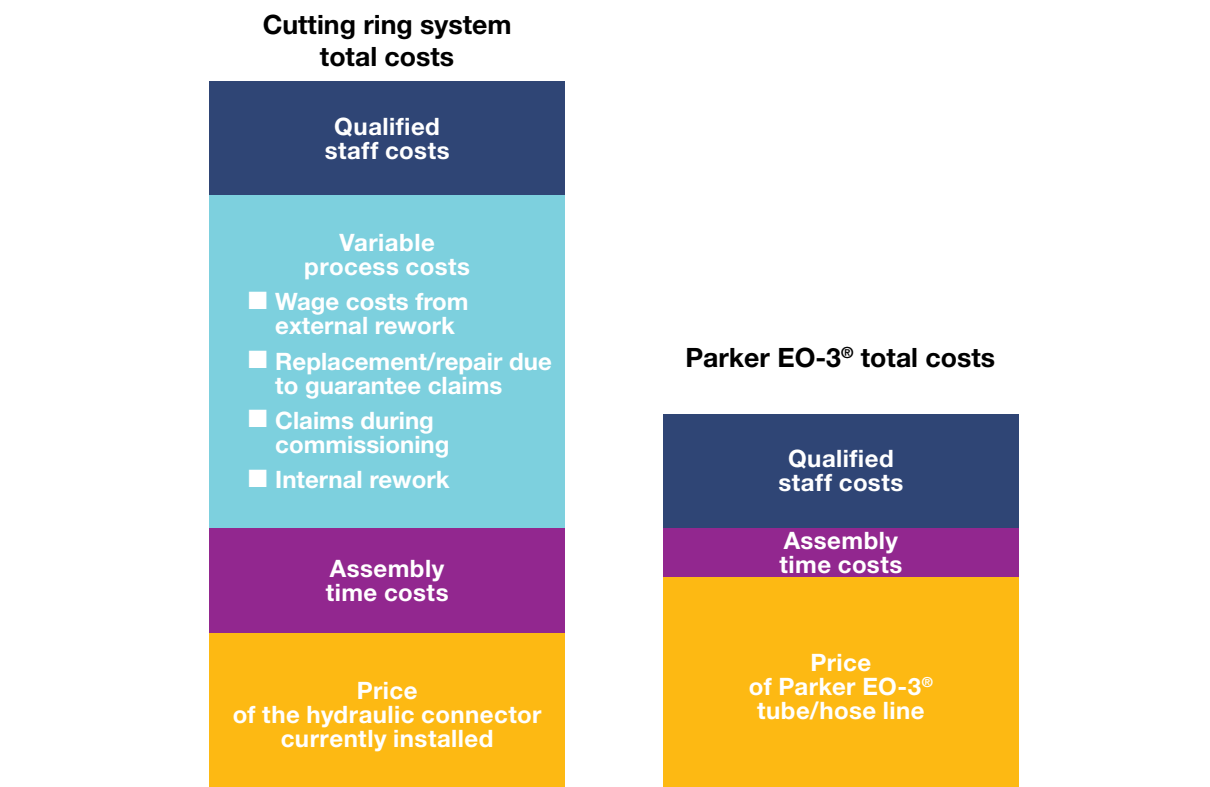 Cutting ring system
total costs
Qualified
staff costs
Variable
process costs
Wage costs from
external rework
Replacement/repair due
to guarantee claims
Claims during
commissioning
Internal rework
Assembly
time costs
Price
of the hydraulic connector
currently installed
Parker EO-3® total costs
Qualified
staff costs
Assembly
time costs
Price
of Parker EO-3®
tube/hose line